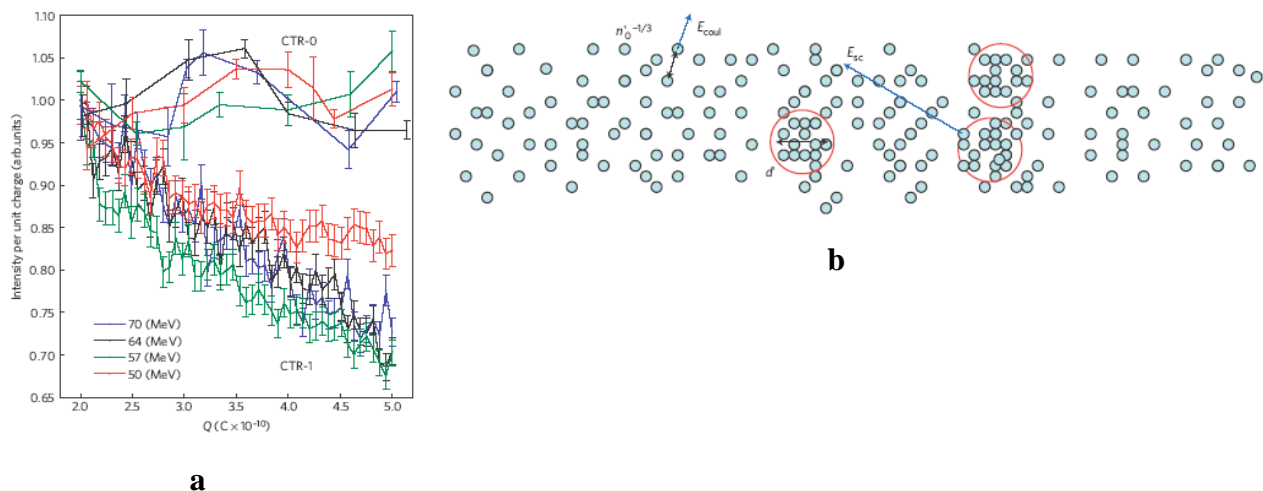 1.10
1.05
1.00
0.95
0.90
0.85
0.80
0.75
0.70
0.65
Intensity per unit charge (arb.units)
CTR-0
70 (MeV)
64 (MeV)
57 (MeV)
50 (MeV)
CTR-1
2.0 2.5 3.0 3.5 4.0 4.5 5.0
Q (C × 10⁻¹⁰)
a
n'₀⁻¹ᐟ³
E_coul
E_sc
d'
b